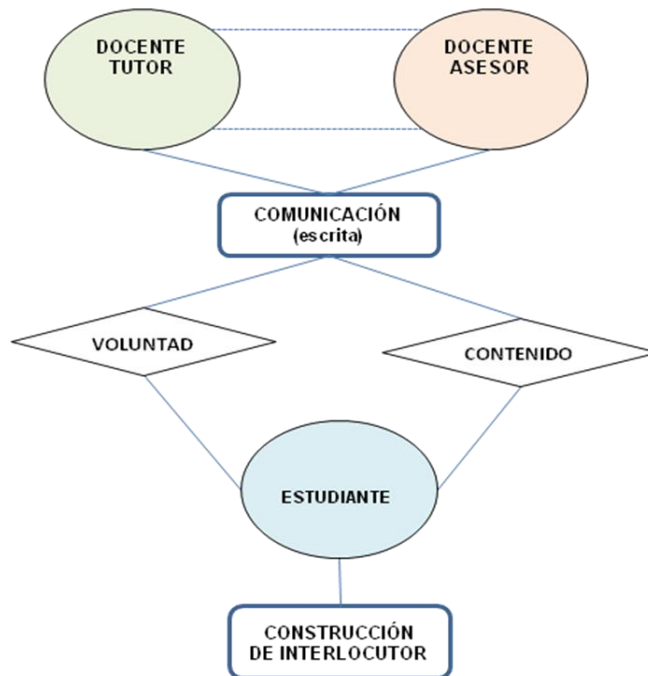 DOCENTE
TUTOR
DOCENTE
ASESOR
COMUNICACIÓN
(escrita)
VOLUNTAD
CONTENIDO
ESTUDIANTE
CONSTRUCCIÓN
DE INTERLOCUTOR